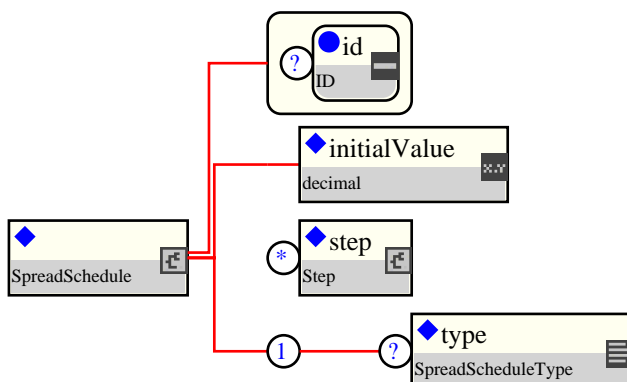 id
?
ID
initialValue
x.y
decimal
SpreadSchedule
step
*
Step
type
1
?
SpreadScheduleType